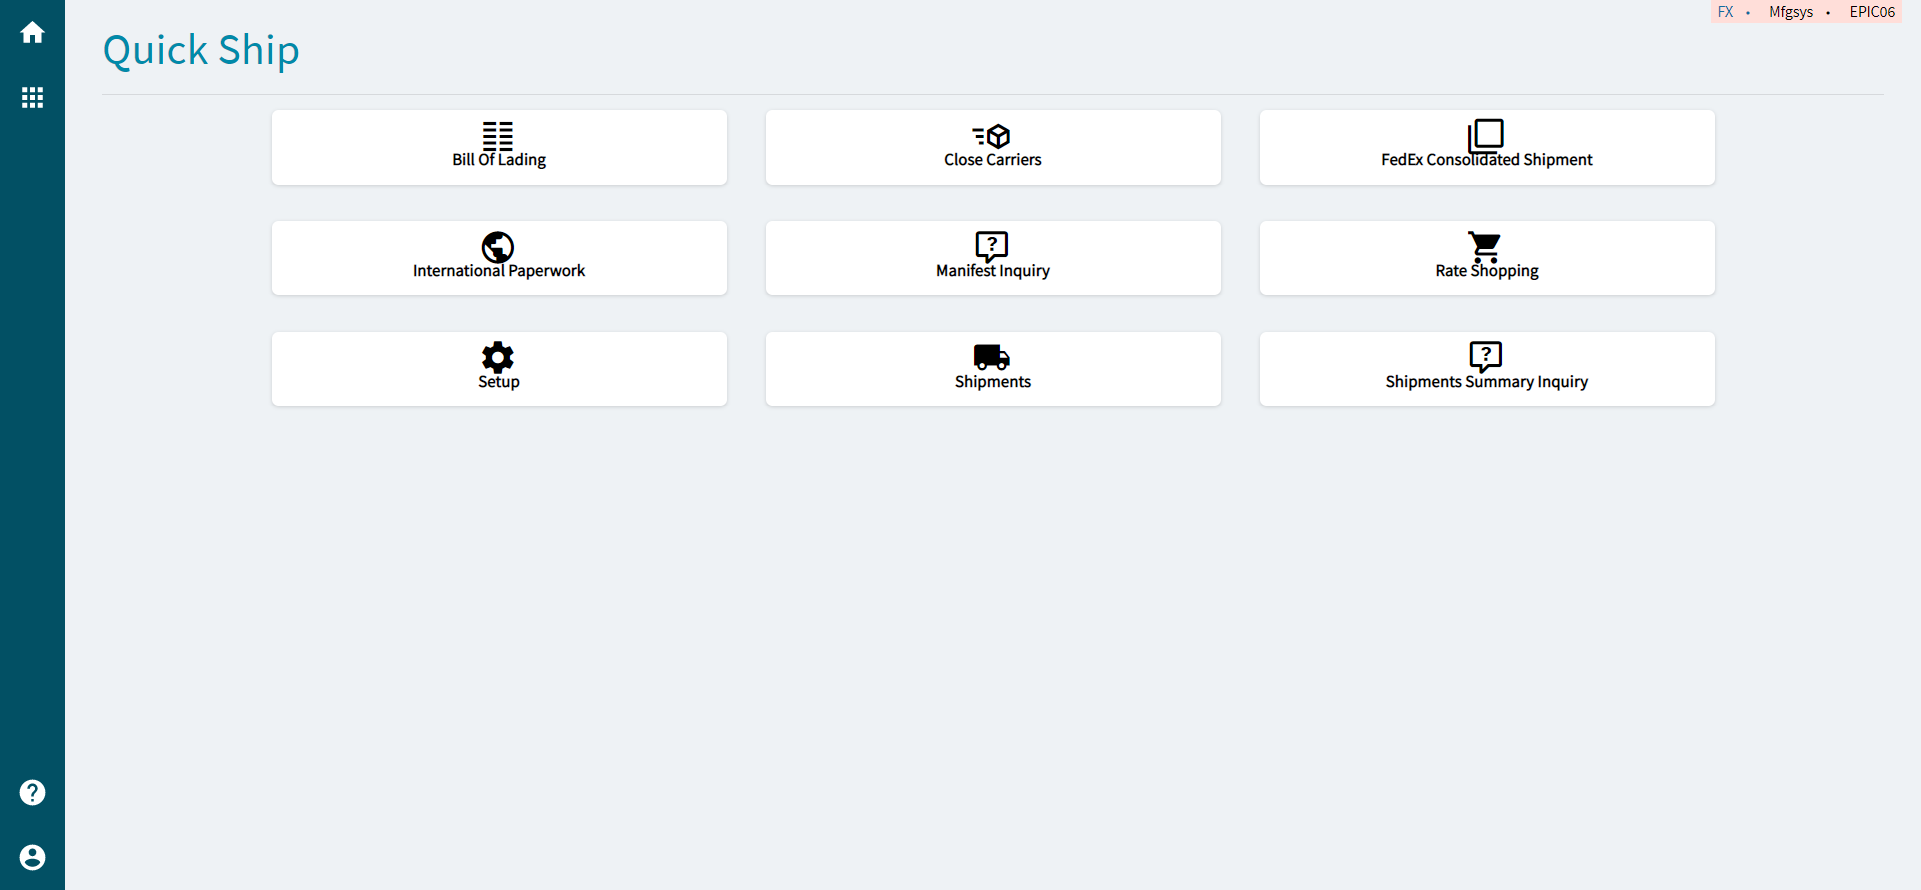 FX • Mfgsys • EPIC06
Quick Ship
Bill Of Lading
Close Carriers
FedEx Consolidated Shipment
International Paperwork
Manifest Inquiry
Rate Shopping
Setup
Shipments
Shipments Summary Inquiry